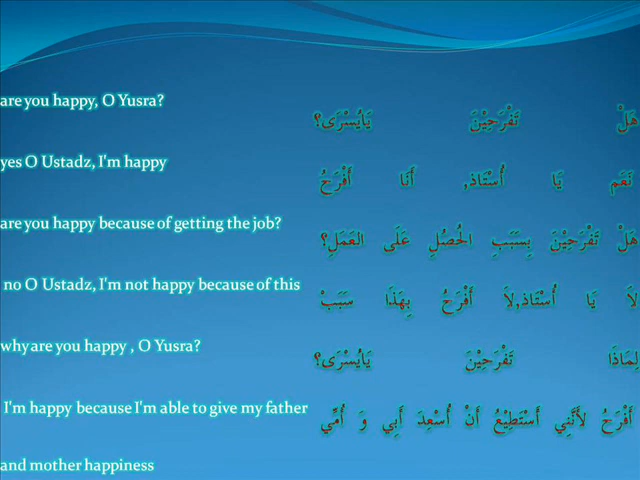 are you happy, O Yusra?
هَلْ تَفْرَحِيْنَ يَايُسْرَى؟
yes O Ustadz, I'm happy
نَعَم يَا أُسْتَاذ, أَنَا أَفْرَحُ
are you happy because of getting the job?
هَلْ تَفْرَحِيْنَ بِسَبَبِ الحُصُلِ عَلَى العَمَلِ؟
no O Ustadz, I'm not happy because of this
لاَ يَا أُسْتَاذ,لاَ أَفْرَحُ بِهَذَا سَبَبْ
why are you happy , O Yusra?
لِمَاذَا تَفْرَحِيْنَ يَايُسْرَى؟
I'm happy because I'm able to give my father
أَفْرَحُ لأَنَّنِي أَسْتَطِيْعُ أَنْ أُسْعِدَ أَبِي وَ أُمِّي
and mother happiness